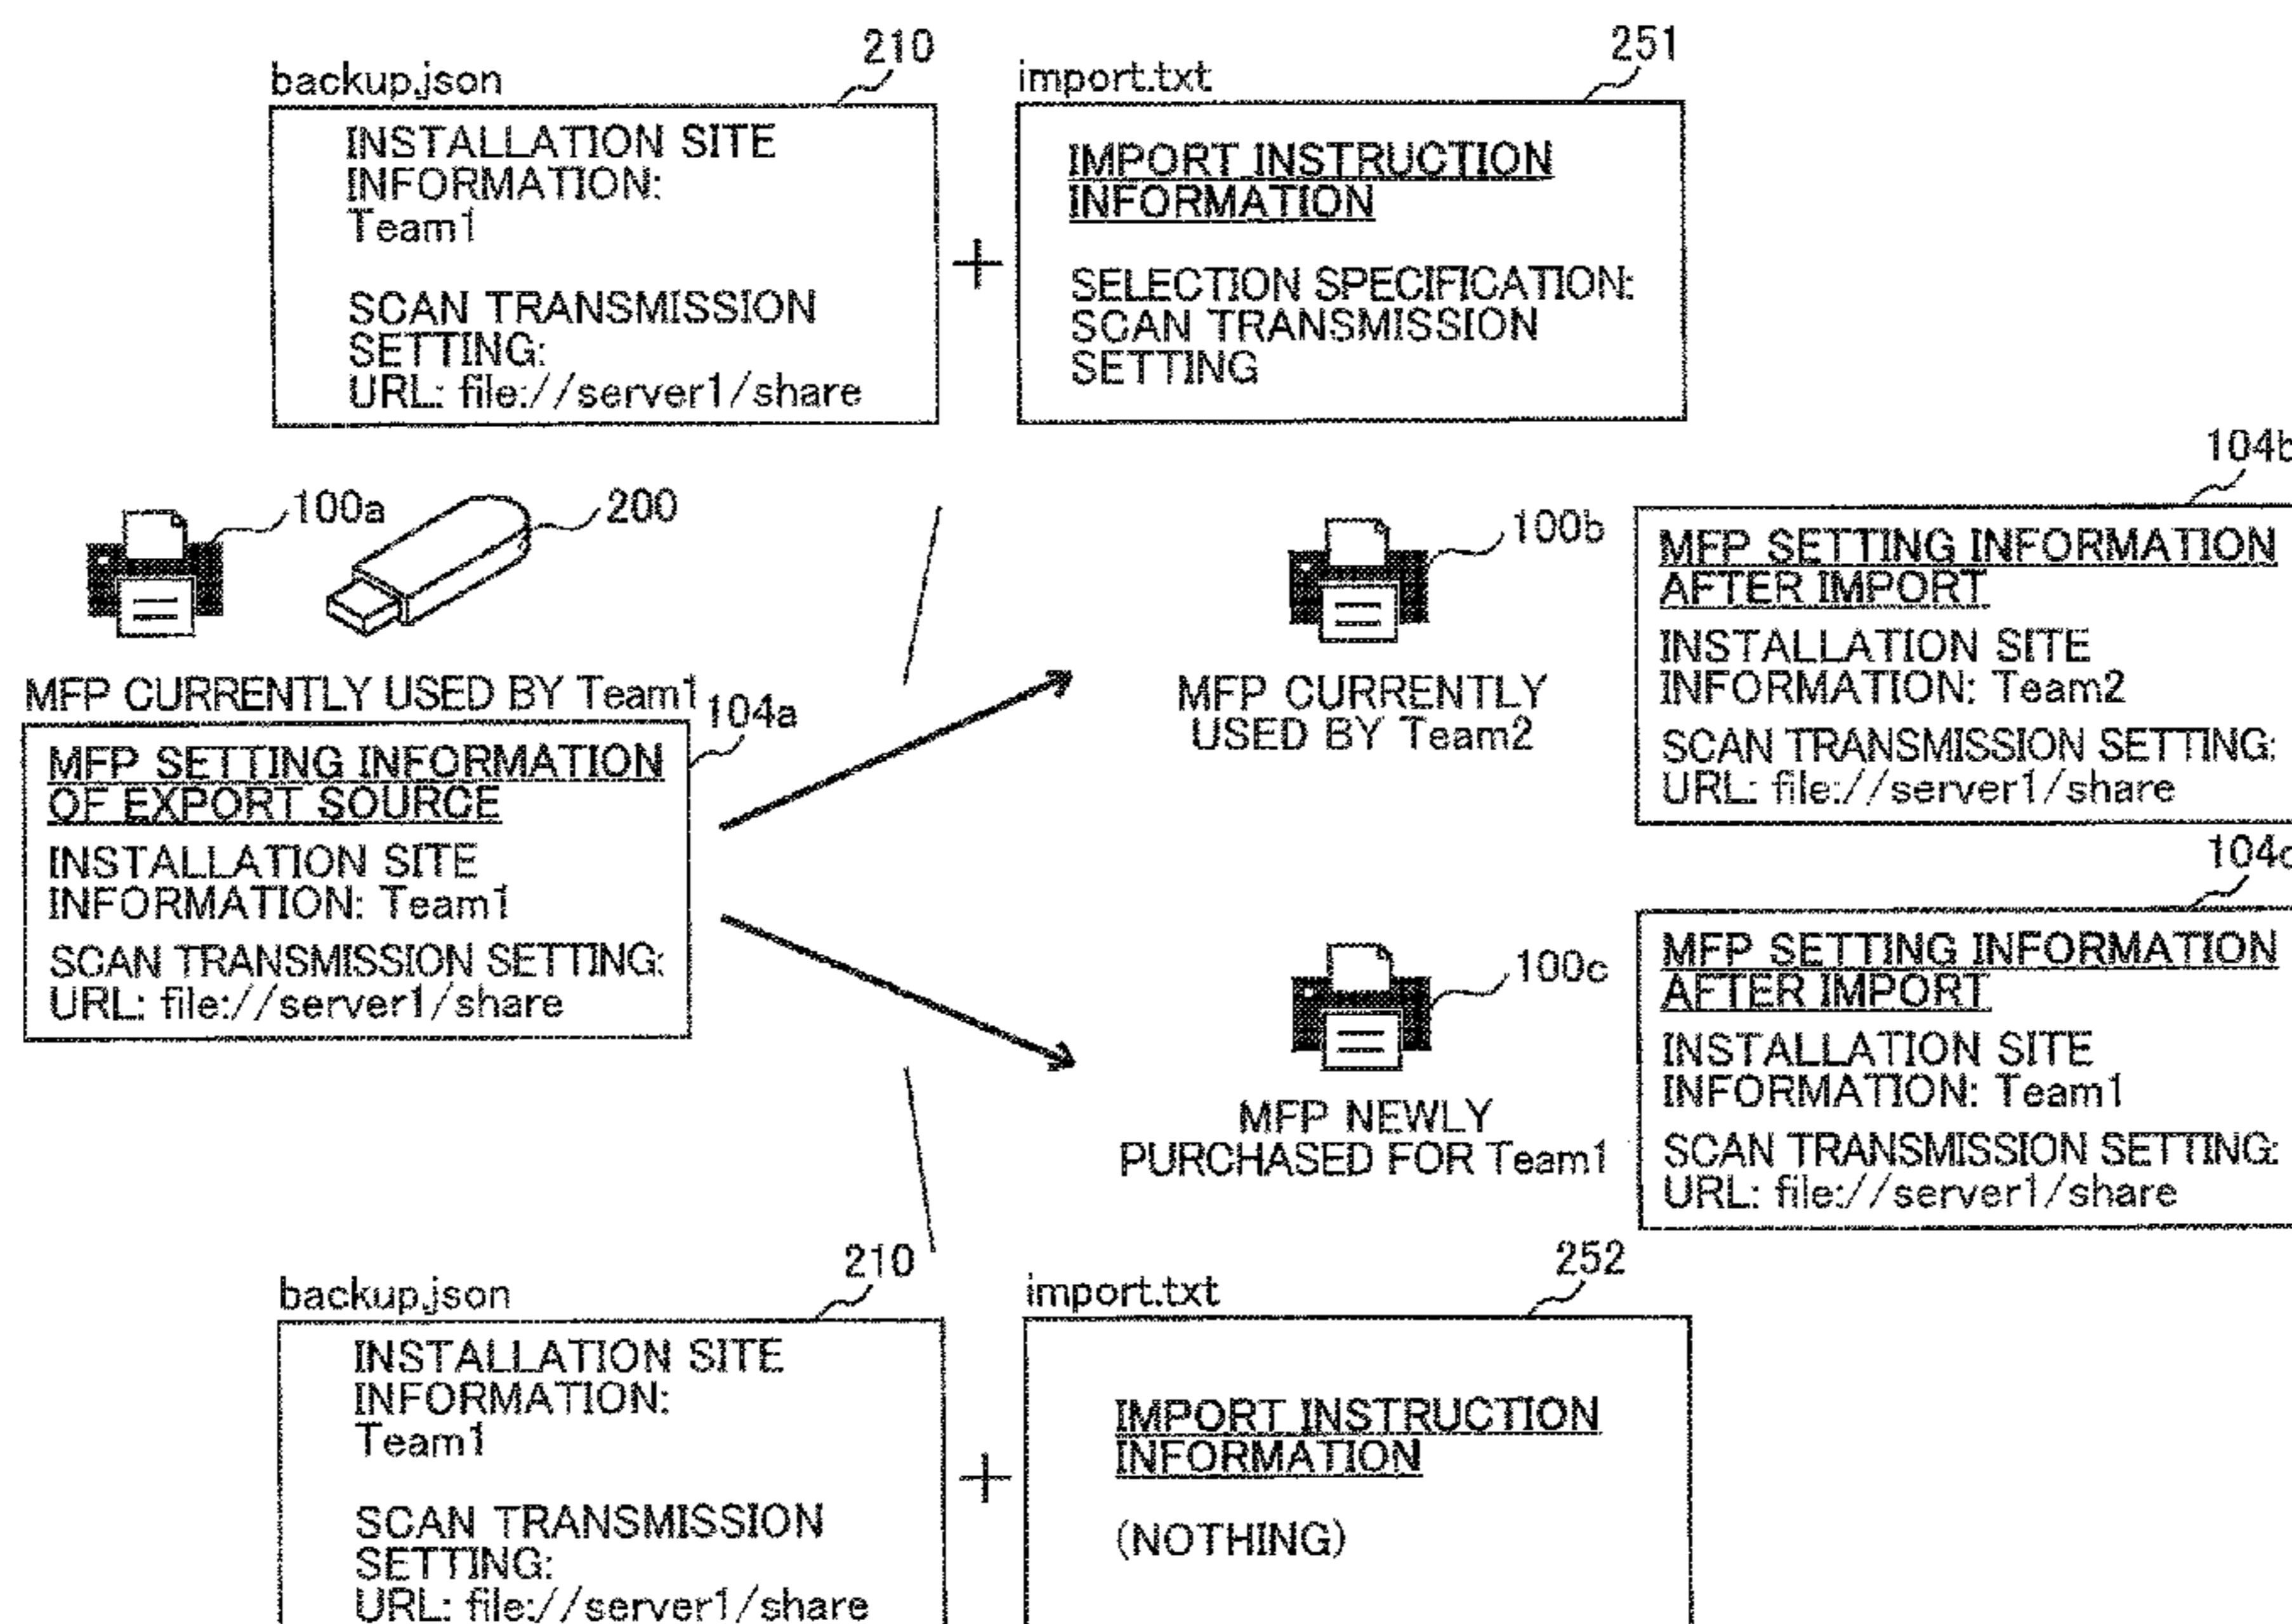 210
backup.json
INSTALLATION SITE
INFORMATION:
Team1
SCAN TRANSMISSION
SETTING:
URL: file://server1/share
+
251
import.txt
IMPORT INSTRUCTION
INFORMATION
SELECTION SPECIFICATION:
SCAN TRANSMISSION
SETTING
100a
200
MFP CURRENTLY USED BY Team1
104a
MFP SETTING INFORMATION
OF EXPORT SOURCE
INSTALLATION SITE
INFORMATION: Team1
SCAN TRANSMISSION SETTING:
URL: file://server1/share
100b
MFP CURRENTLY
USED BY Team2
104b
MFP SETTING INFORMATION
AFTER IMPORT
INSTALLATION SITE
INFORMATION: Team2
SCAN TRANSMISSION SETTING:
URL: file://server1/share
100c
MFP NEWLY
PURCHASED FOR Team1
104c
MFP SETTING INFORMATION
AFTER IMPORT
INSTALLATION SITE
INFORMATION: Team1
SCAN TRANSMISSION SETTING:
URL: file://server1/share
210
backup.json
INSTALLATION SITE
INFORMATION:
Team1
SCAN TRANSMISSION
SETTING:
URL: file://server1/share
+
252
import.txt
IMPORT INSTRUCTION
INFORMATION
(NOTHING)